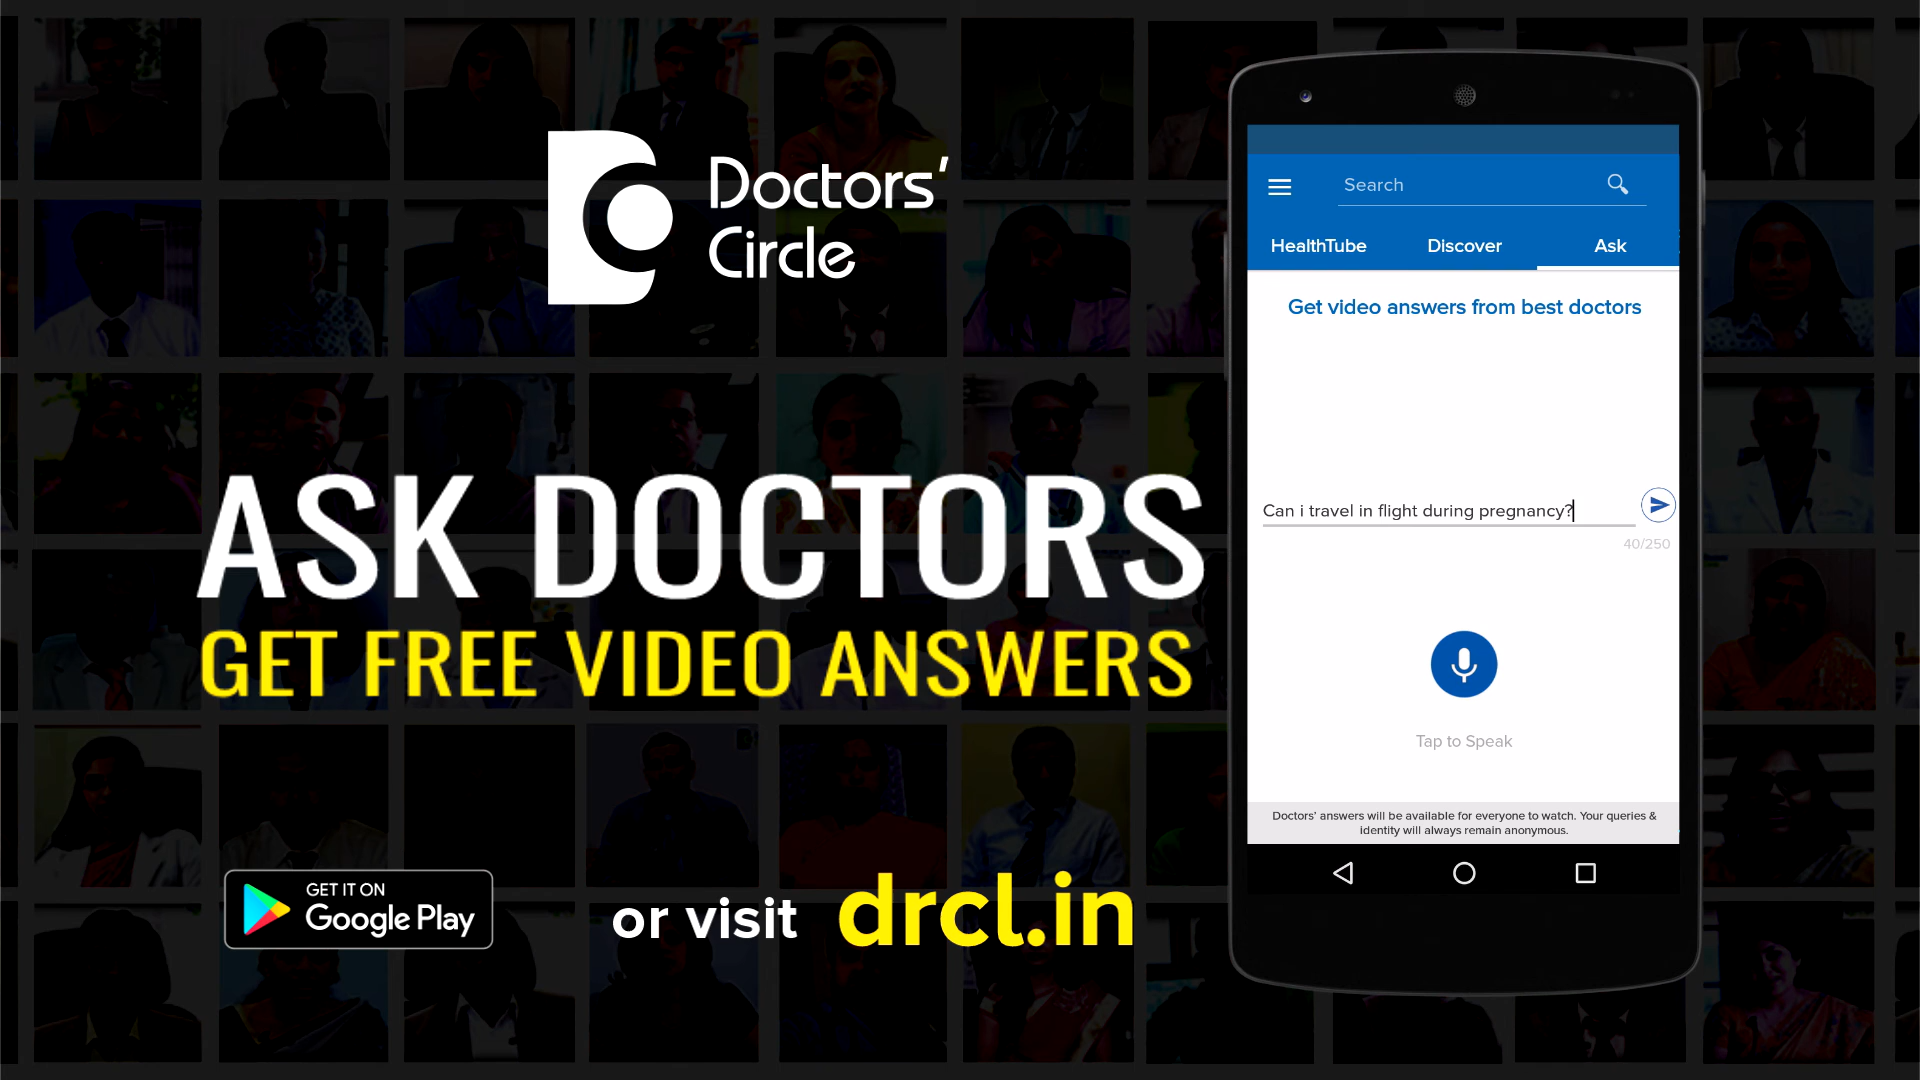 Doctors'
Circle
ASK DOCTORS
GET FREE VIDEO ANSWERS
GET IT ON
Google Play
or visit drcl.in
Search
HealthTube Discover Ask
Get video answers from best doctors
Can i travel in flight during pregnancy?
40/250
Tap to Speak
Doctors' answers will be available for everyone to watch. Your queries &
identity will always remain anonymous.